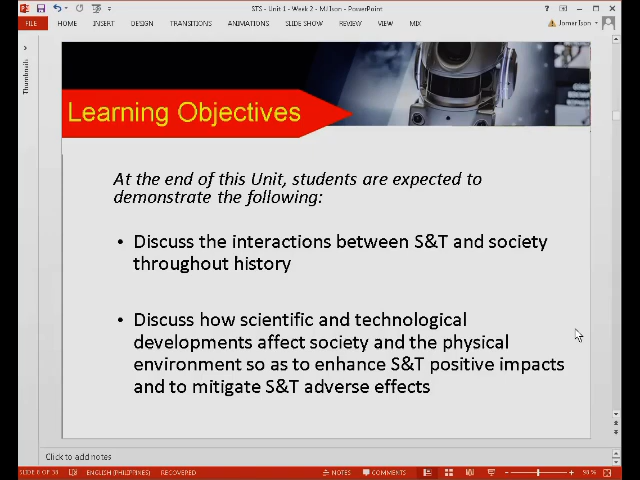 STS - Unit 1 - Week 2 - MJIson - PowerPoint
FILE HOME INSERT DESIGN TRANSITIONS ANIMATIONS SLIDE SHOW REVIEW VIEW MIX
Jomar Ison
Thumbnails
Learning Objectives
At the end of this Unit, students are expected to
demonstrate the following:
• Discuss the interactions between S&T and society
throughout history
• Discuss how scientific and technological
developments affect society and the physical
environment so as to enhance S&T positive impacts
and to mitigate S&T adverse effects
Click to add notes
ENGLISH (PHILIPPINES) RECOVERED NOTES COMMENTS